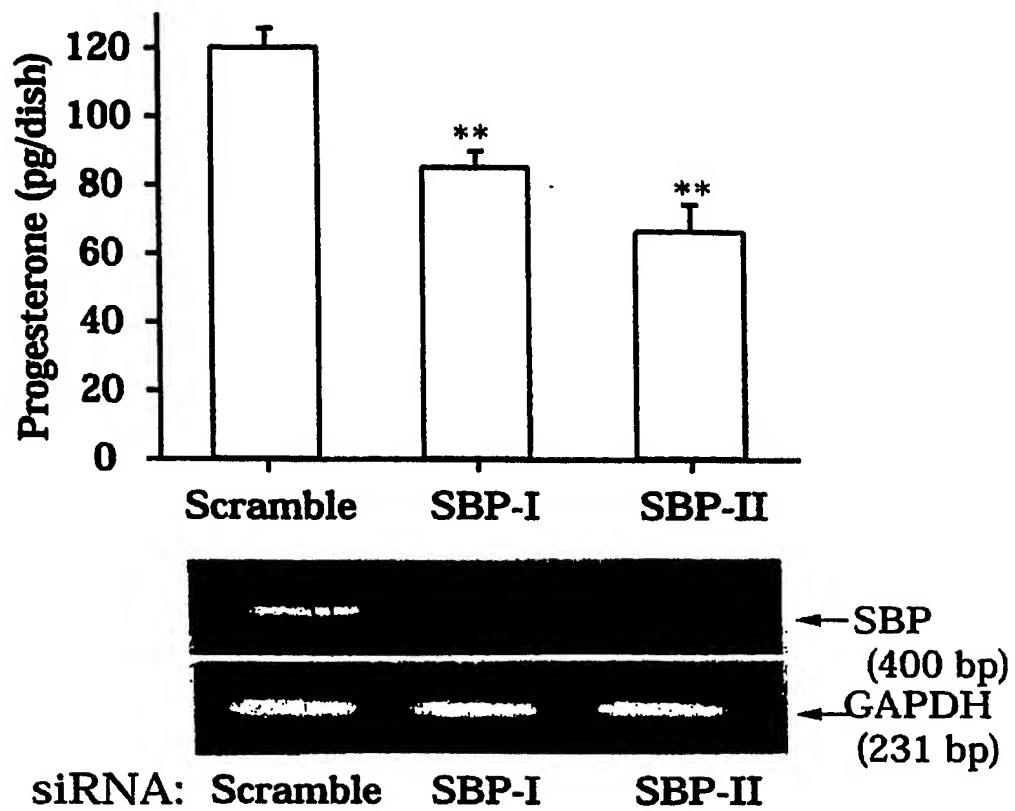 Progesterone (pg/dish)
120
100
80
60
40
20
0
**
**
Scramble SBP-I SBP-II
SBP
(400 bp)
GAPDH
(231 bp)
siRNA: Scramble SBP-I SBP-II